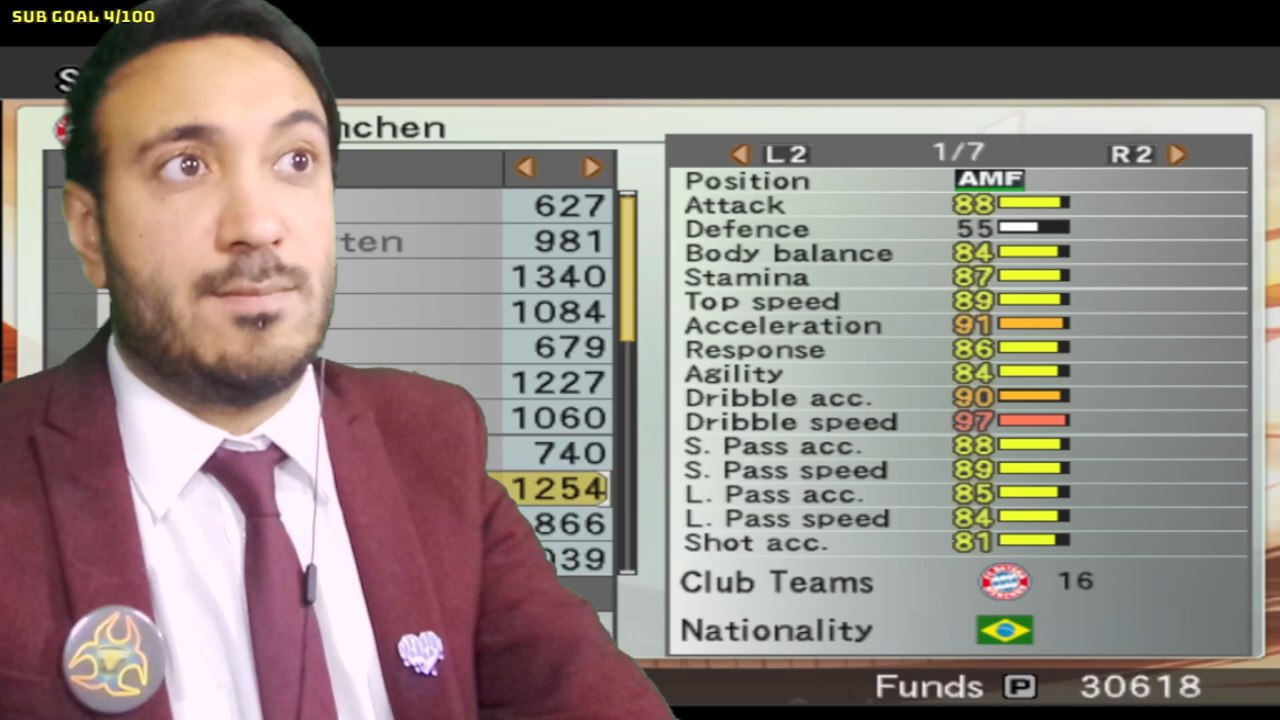 SUB GOAL 4/100
S
nchen
627
ten 981
1340
1084
679
1227
1060
740
1254
866
039
L2 1/7 R2
Position AMF
Attack 88
Defence 55
Body balance 84
Stamina 87
Top speed 89
Acceleration 91
Response 86
Agility 84
Dribble acc. 90
Dribble speed 97
S. Pass acc. 88
S. Pass speed 89
L. Pass acc. 85
L. Pass speed 84
Shot acc. 81
Club Teams 16
Nationality
Funds P 30618